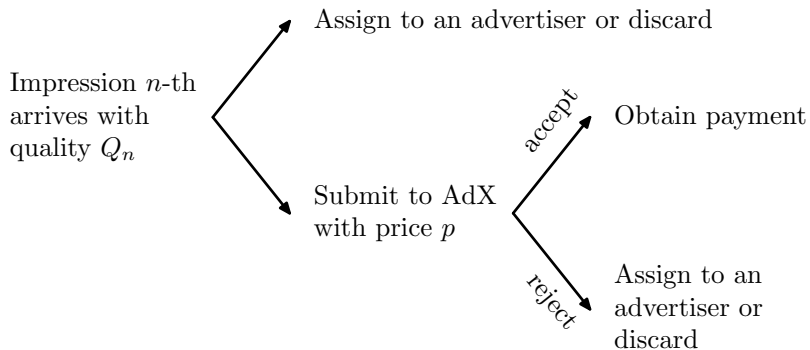 Assign to an advertiser or discard
Impression n-th
arrives with
quality Qₙ
accept
Obtain payment
Submit to AdX
with price p
reject
Assign to an
advertiser or
discard